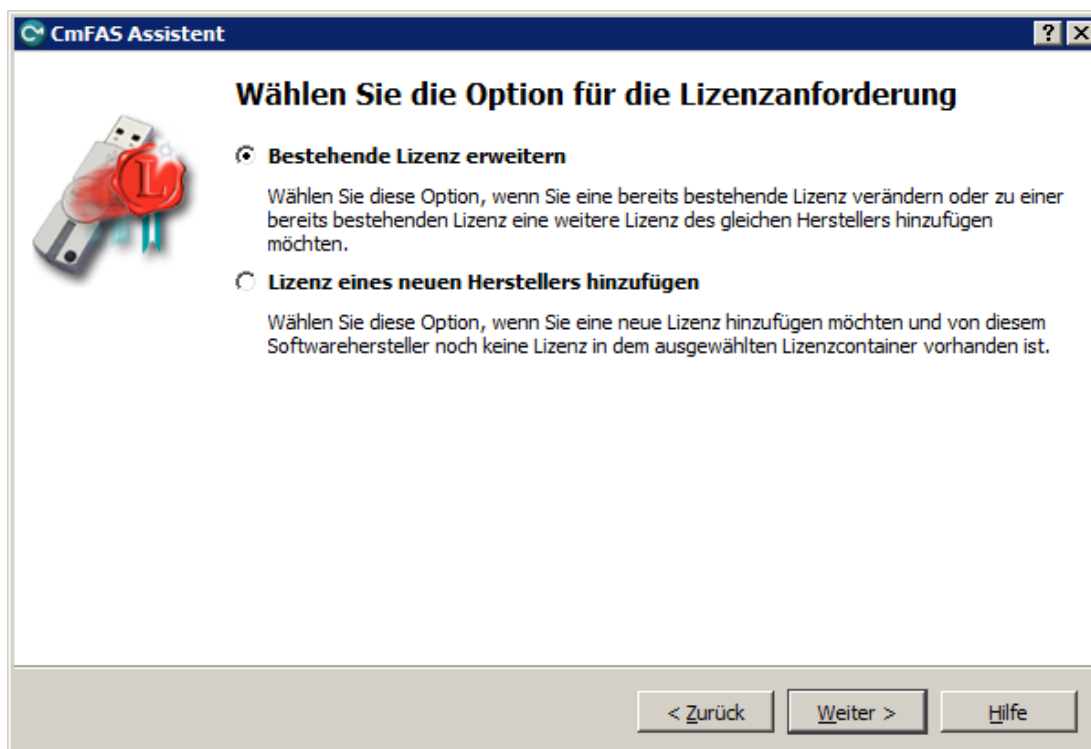 CmFAS Assistent
Wählen Sie die Option für die Lizenzanforderung
Bestehende Lizenz erweitern
Wählen Sie diese Option, wenn Sie eine bereits bestehende Lizenz verändern oder zu einer
bereits bestehenden Lizenz eine weitere Lizenz des gleichen Herstellers hinzufügen
möchten.
Lizenz eines neuen Herstellers hinzufügen
Wählen Sie diese Option, wenn Sie eine neue Lizenz hinzufügen möchten und von diesem
Softwarehersteller noch keine Lizenz in dem ausgewählten Lizenzcontainer vorhanden ist.
L
< Zurück
Weiter >
Hilfe